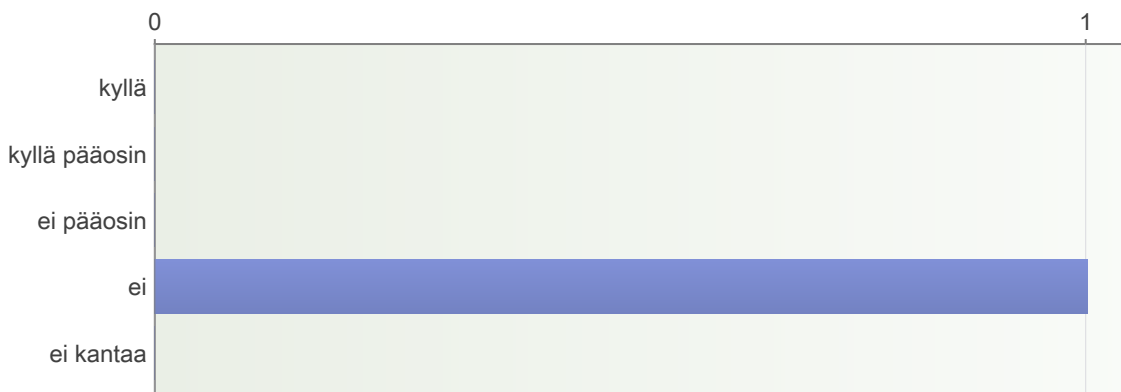 0 1
kyllä
kyllä pääosin
ei pääosin
ei
ei kantaa